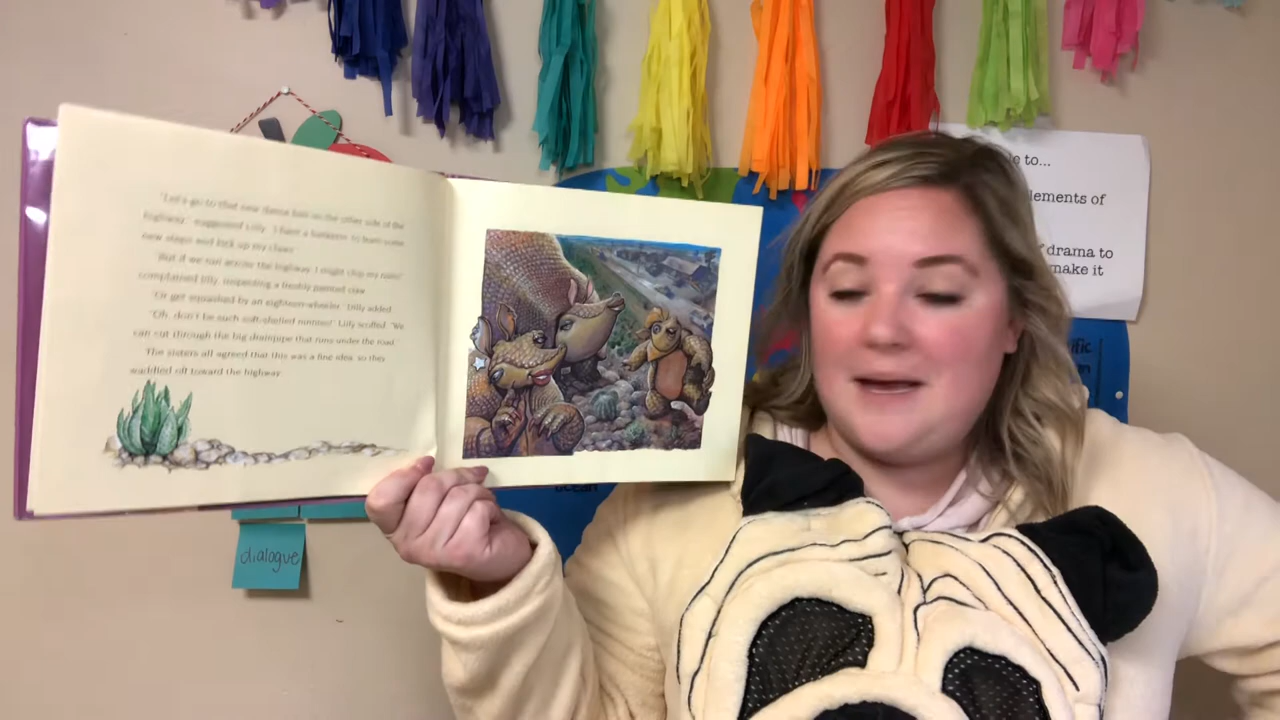 "Let's go to that new dance hall on the other side of the
highway," suggested Lilly. "I have a hankerin' to learn some
new steps and kick up my claws."
"But if we run across the highway, I might chip my nails!"
complained Jilly, inspecting a freshly painted claw.
"Or get squashed by an eighteen-wheeler," Dilly added.
"Oh, don't be such soft-shelled ninnies!" Lilly scoffed. "We
can cut through the big drainpipe that runs under the road."
The sisters all agreed that this was a fine idea, so they
waddled off toward the highway.
dialogue
ocean
to...
lements of
drama to
make it